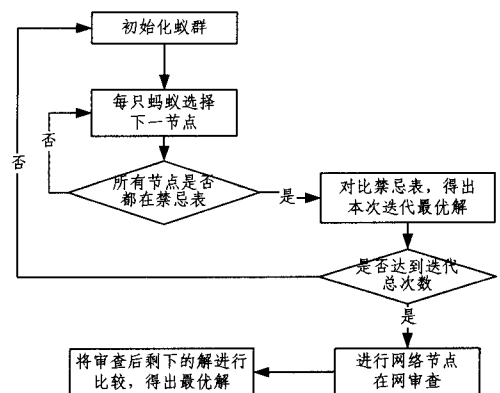 初始化蚁群
每只蚂蚁选择
下一节点
否
否
所有节点是否
都在禁忌表
是
对比禁忌表，得出
本次迭代最优解
是否达到迭代
总次数
是
进行网络节点
在网审查
将审查后剩下的解进行
比较，得出最优解